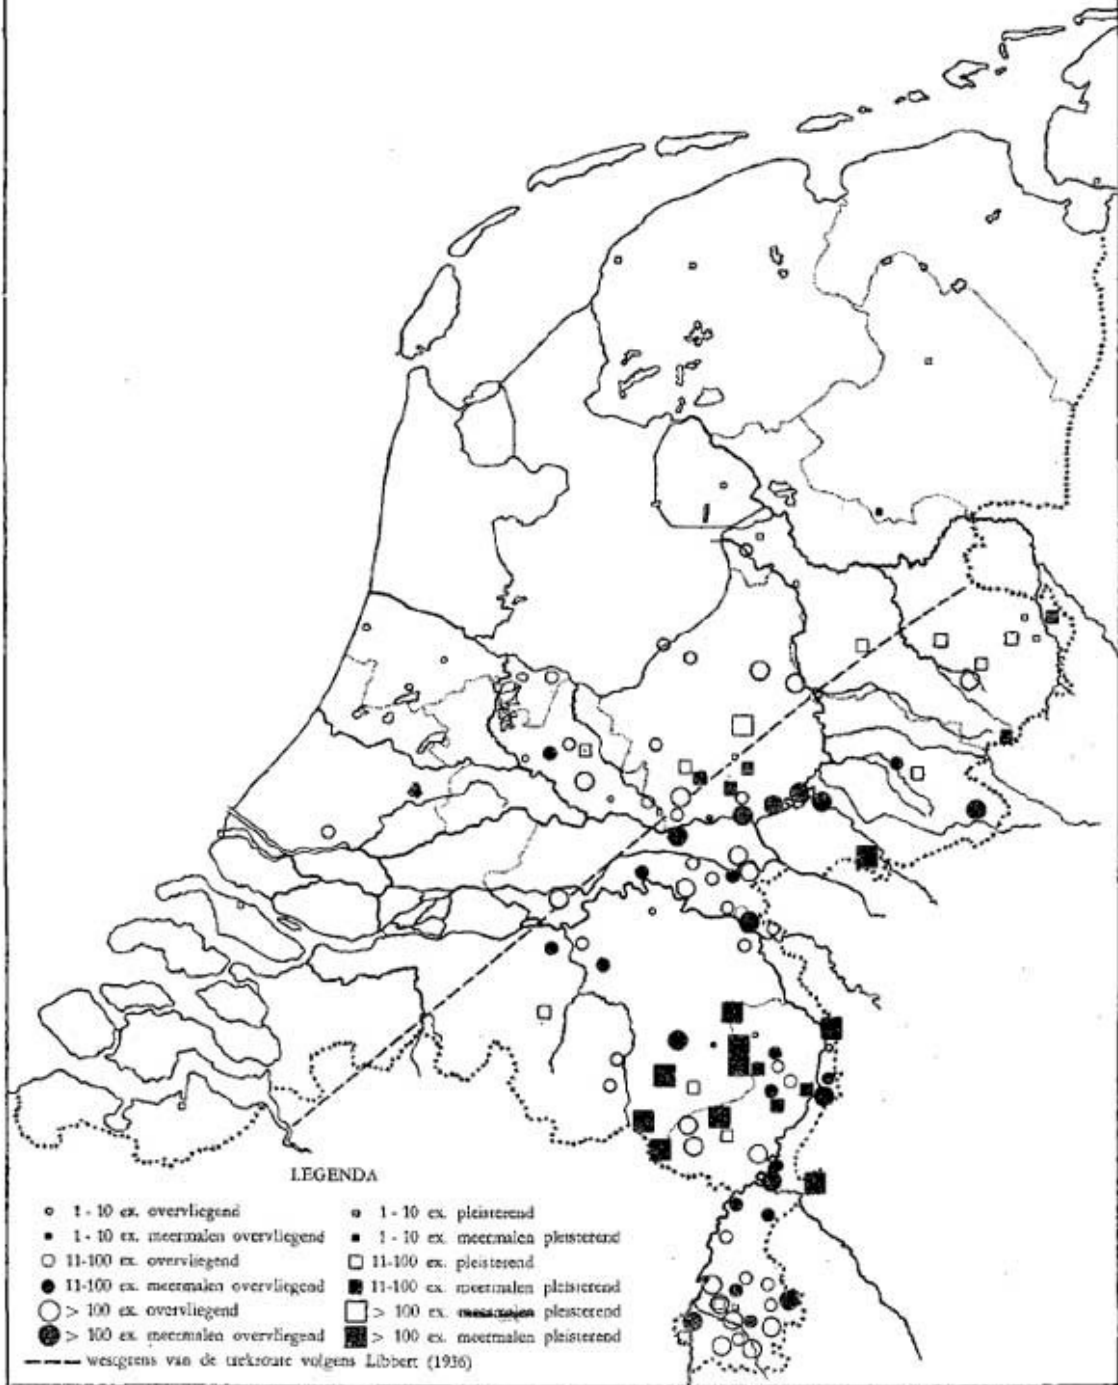 LEGENDA
1 - 10 ex. overvliegend
1 - 10 ex. meermalen overvliegend
11-100 ex. overvliegend
11-100 ex. meermalen overvliegend
> 100 ex. overvliegend
> 100 ex. meermalen overvliegend
1 - 10 ex. pleisterend
1 - 10 ex. meermalen pleisterend
11-100 ex. pleisterend
11-100 ex. meermalen pleisterend
> 100 ex. meermalen pleisterend
> 100 ex. meermalen pleisterend
westgrens van de trekroute volgens Libbert (1936)